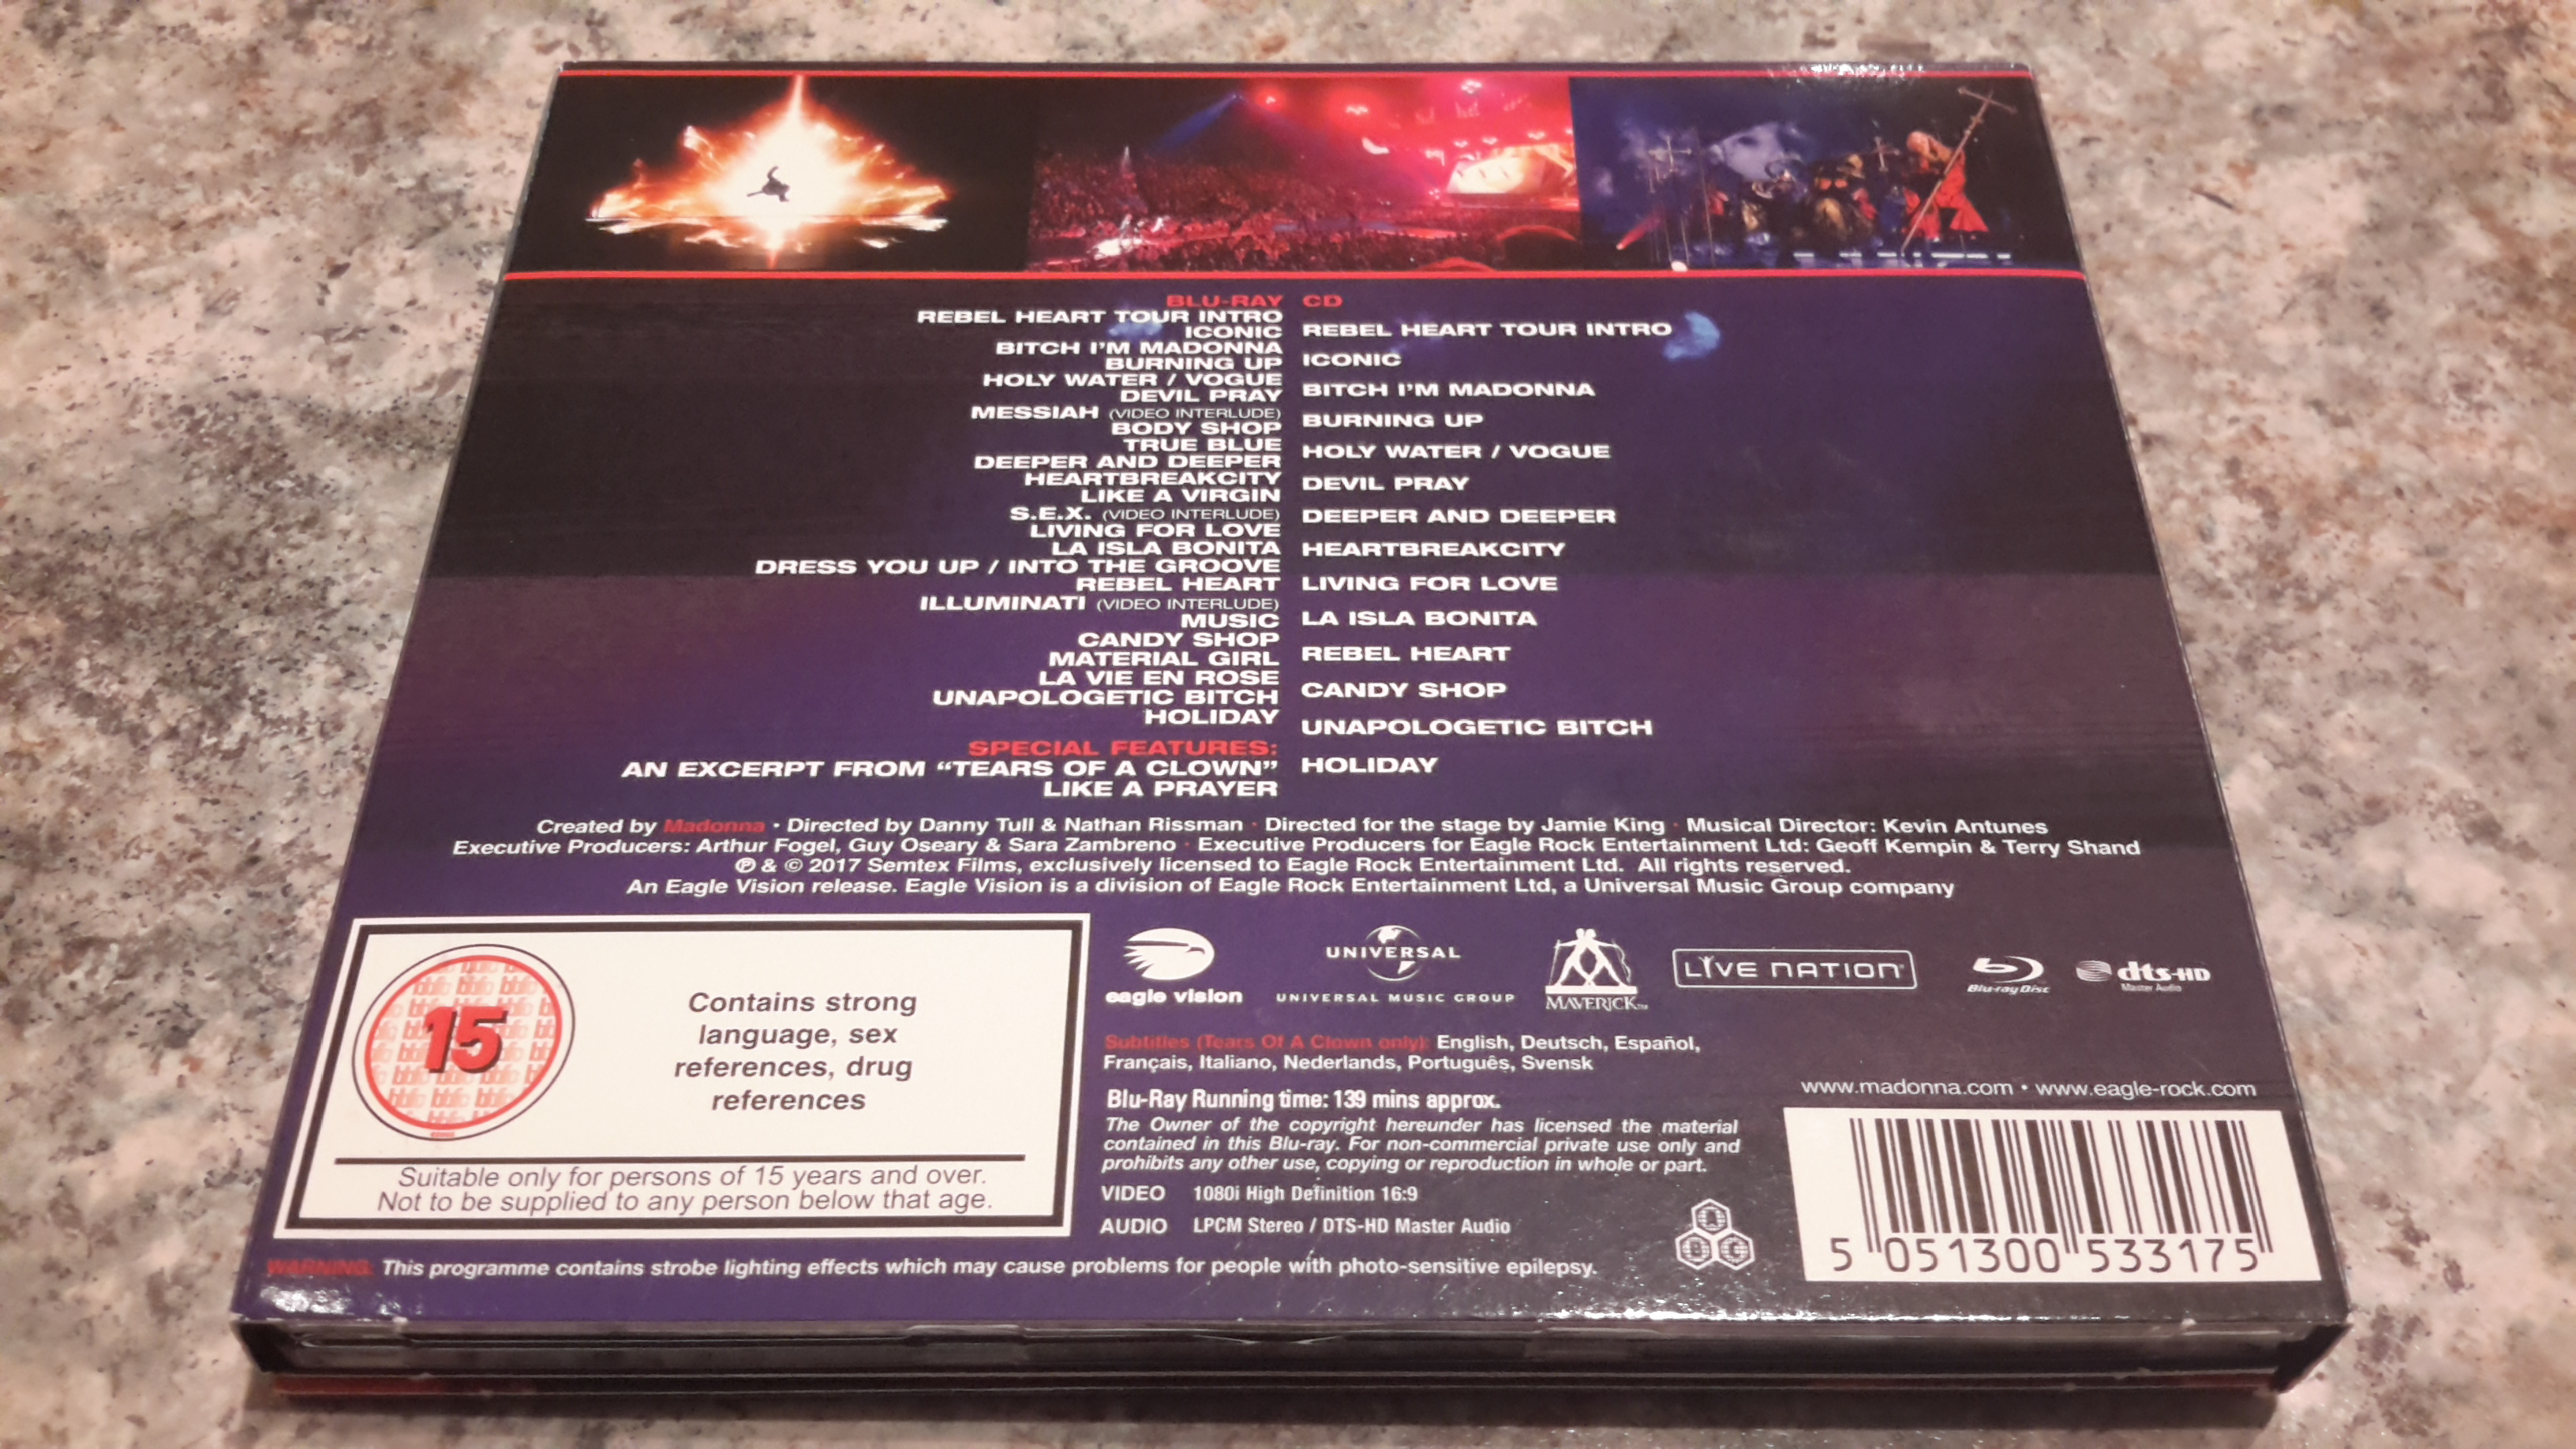 BLU-RAY
REBEL HEART TOUR INTRO
ICONIC
BITCH I'M MADONNA
BURNING UP
HOLY WATER / VOGUE
DEVIL PRAY
MESSIAH (VIDEO INTERLUDE)
BODY SHOP
TRUE BLUE
DEEPER AND DEEPER
HEARTBREAKCITY
LIKE A VIRGIN
S.E.X. (VIDEO INTERLUDE)
LIVING FOR LOVE
LA ISLA BONITA
DRESS YOU UP / INTO THE GROOVE
REBEL HEART
ILLUMINATI (VIDEO INTERLUDE)
MUSIC
CANDY SHOP
MATERIAL GIRL
LA VIE EN ROSE
UNAPOLOGETIC BITCH
HOLIDAY
SPECIAL FEATURES:
AN EXCERPT FROM “TEARS OF A CLOWN”
LIKE A PRAYER
CD
REBEL HEART TOUR INTRO
ICONIC
BITCH I'M MADONNA
BURNING UP
HOLY WATER / VOGUE
DEVIL PRAY
DEEPER AND DEEPER
HEARTBREAKCITY
LIVING FOR LOVE
LA ISLA BONITA
REBEL HEART
CANDY SHOP
UNAPOLOGETIC BITCH
HOLIDAY
Created by Madonna • Directed by Danny Tull & Nathan Rissman • Directed for the stage by Jamie King • Musical Director: Kevin Antunes
Executive Producers: Arthur Fogel, Guy Oseary & Sara Zambreno • Executive Producers for Eagle Rock Entertainment Ltd: Geoff Kempin & Terry Shand
℗ & © 2017 Semtex Films, exclusively licensed to Eagle Rock Entertainment Ltd. All rights reserved.
An Eagle Vision release. Eagle Vision is a division of Eagle Rock Entertainment Ltd, a Universal Music Group company
15
Contains strong
language, sex
references, drug
references
Suitable only for persons of 15 years and over.
Not to be supplied to any person below that age.
eagle vision
UNIVERSAL
UNIVERSAL MUSIC GROUP
MAVERICK™
LIVE NATION®
Blu-ray Disc
dts-HD
Master Audio
Subtitles (Tears Of A Clown only): English, Deutsch, Español,
Français, Italiano, Nederlands, Português, Svensk
Blu-Ray Running time: 139 mins approx.
The Owner of the copyright hereunder has licensed the material
contained in this Blu-ray. For non-commercial private use only and
prohibits any other use, copying or reproduction in whole or part.
VIDEO 1080i High Definition 16:9
AUDIO LPCM Stereo / DTS-HD Master Audio
www.madonna.com • www.eagle-rock.com
5 051300 533175
WARNING. This programme contains strobe lighting effects which may cause problems for people with photo-sensitive epilepsy.